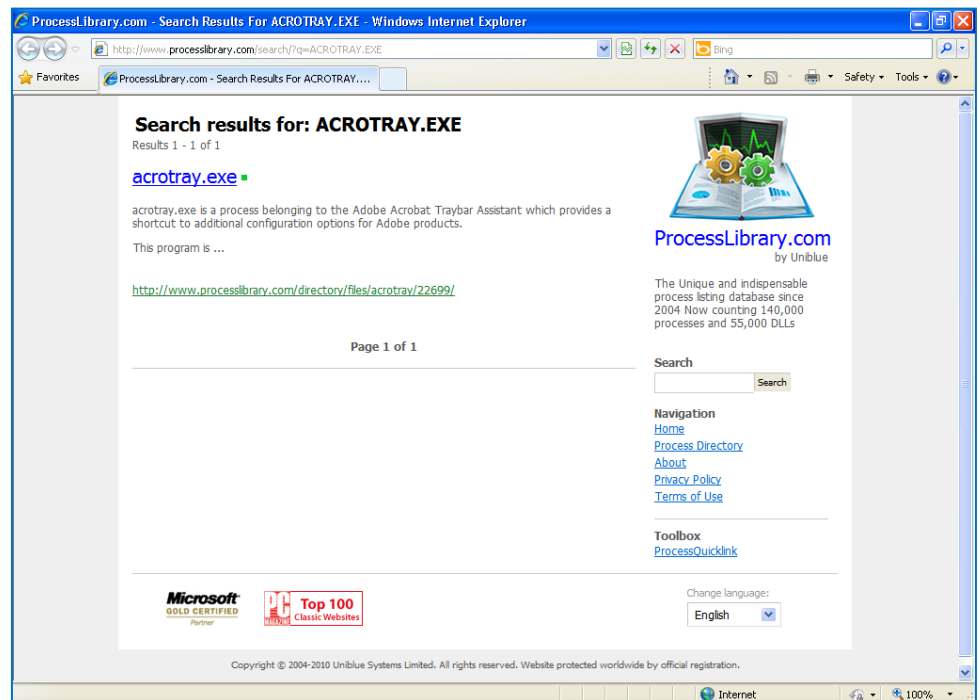 ProcessLibrary.com - Search Results For ACROTRAY.EXE - Windows Internet Explorer
http://www.processlibrary.com/search/?q=ACROTRAY.EXE
Bing
Favorites
ProcessLibrary.com - Search Results For ACROTRAY....
Safety
Tools
Search results for: ACROTRAY.EXE
Results 1 - 1 of 1
acrotray.exe
acrotray.exe is a process belonging to the Adobe Acrobat Traybar Assistant which provides a
shortcut to additional configuration options for Adobe products.
This program is ...
http://www.processlibrary.com/directory/files/acrotray/22699/
Page 1 of 1
ProcessLibrary.com
by Uniblue
The Unique and indispensable
process listing database since
2004 Now counting 140,000
processes and 55,000 DLLs
Search
Search
Navigation
Home
Process Directory
About
Privacy Policy
Terms of Use
Toolbox
ProcessQuicklink
Microsoft
GOLD CERTIFIED
Partner
PC
MAGAZINE
Top 100
Classic Websites
Change language:
English
Copyright © 2004-2010 Uniblue Systems Limited. All rights reserved. Website protected worldwide by official registration.
Internet
100%